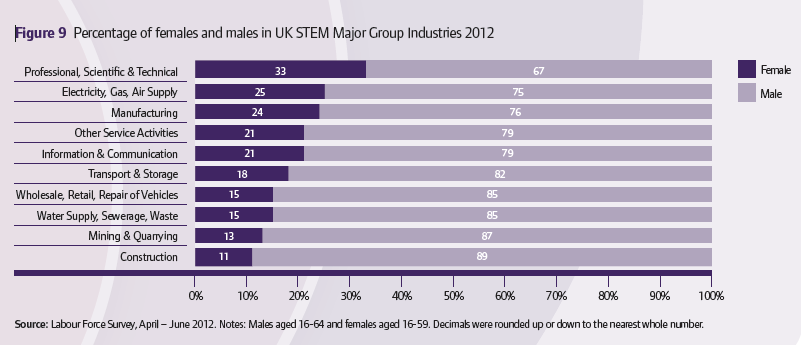 Figure 9 Percentage of females and males in UK STEM Major Group Industries 2012
Professional, Scientific & Technical 33 67
Female
Electricity, Gas, Air Supply 25 75
Male
Manufacturing 24 76
Other Service Activities 21 79
Information & Communication 21 79
Transport & Storage 18 82
Wholesale, Retail, Repair of Vehicles 15 85
Water Supply, Sewerage, Waste 15 85
Mining & Quarrying 13 87
Construction 11 89
0% 10% 20% 30% 40% 50% 60% 70% 80% 90% 100%
Source: Labour Force Survey, April – June 2012. Notes: Males aged 16-64 and females aged 16-59. Decimals were rounded up or down to the nearest whole number.